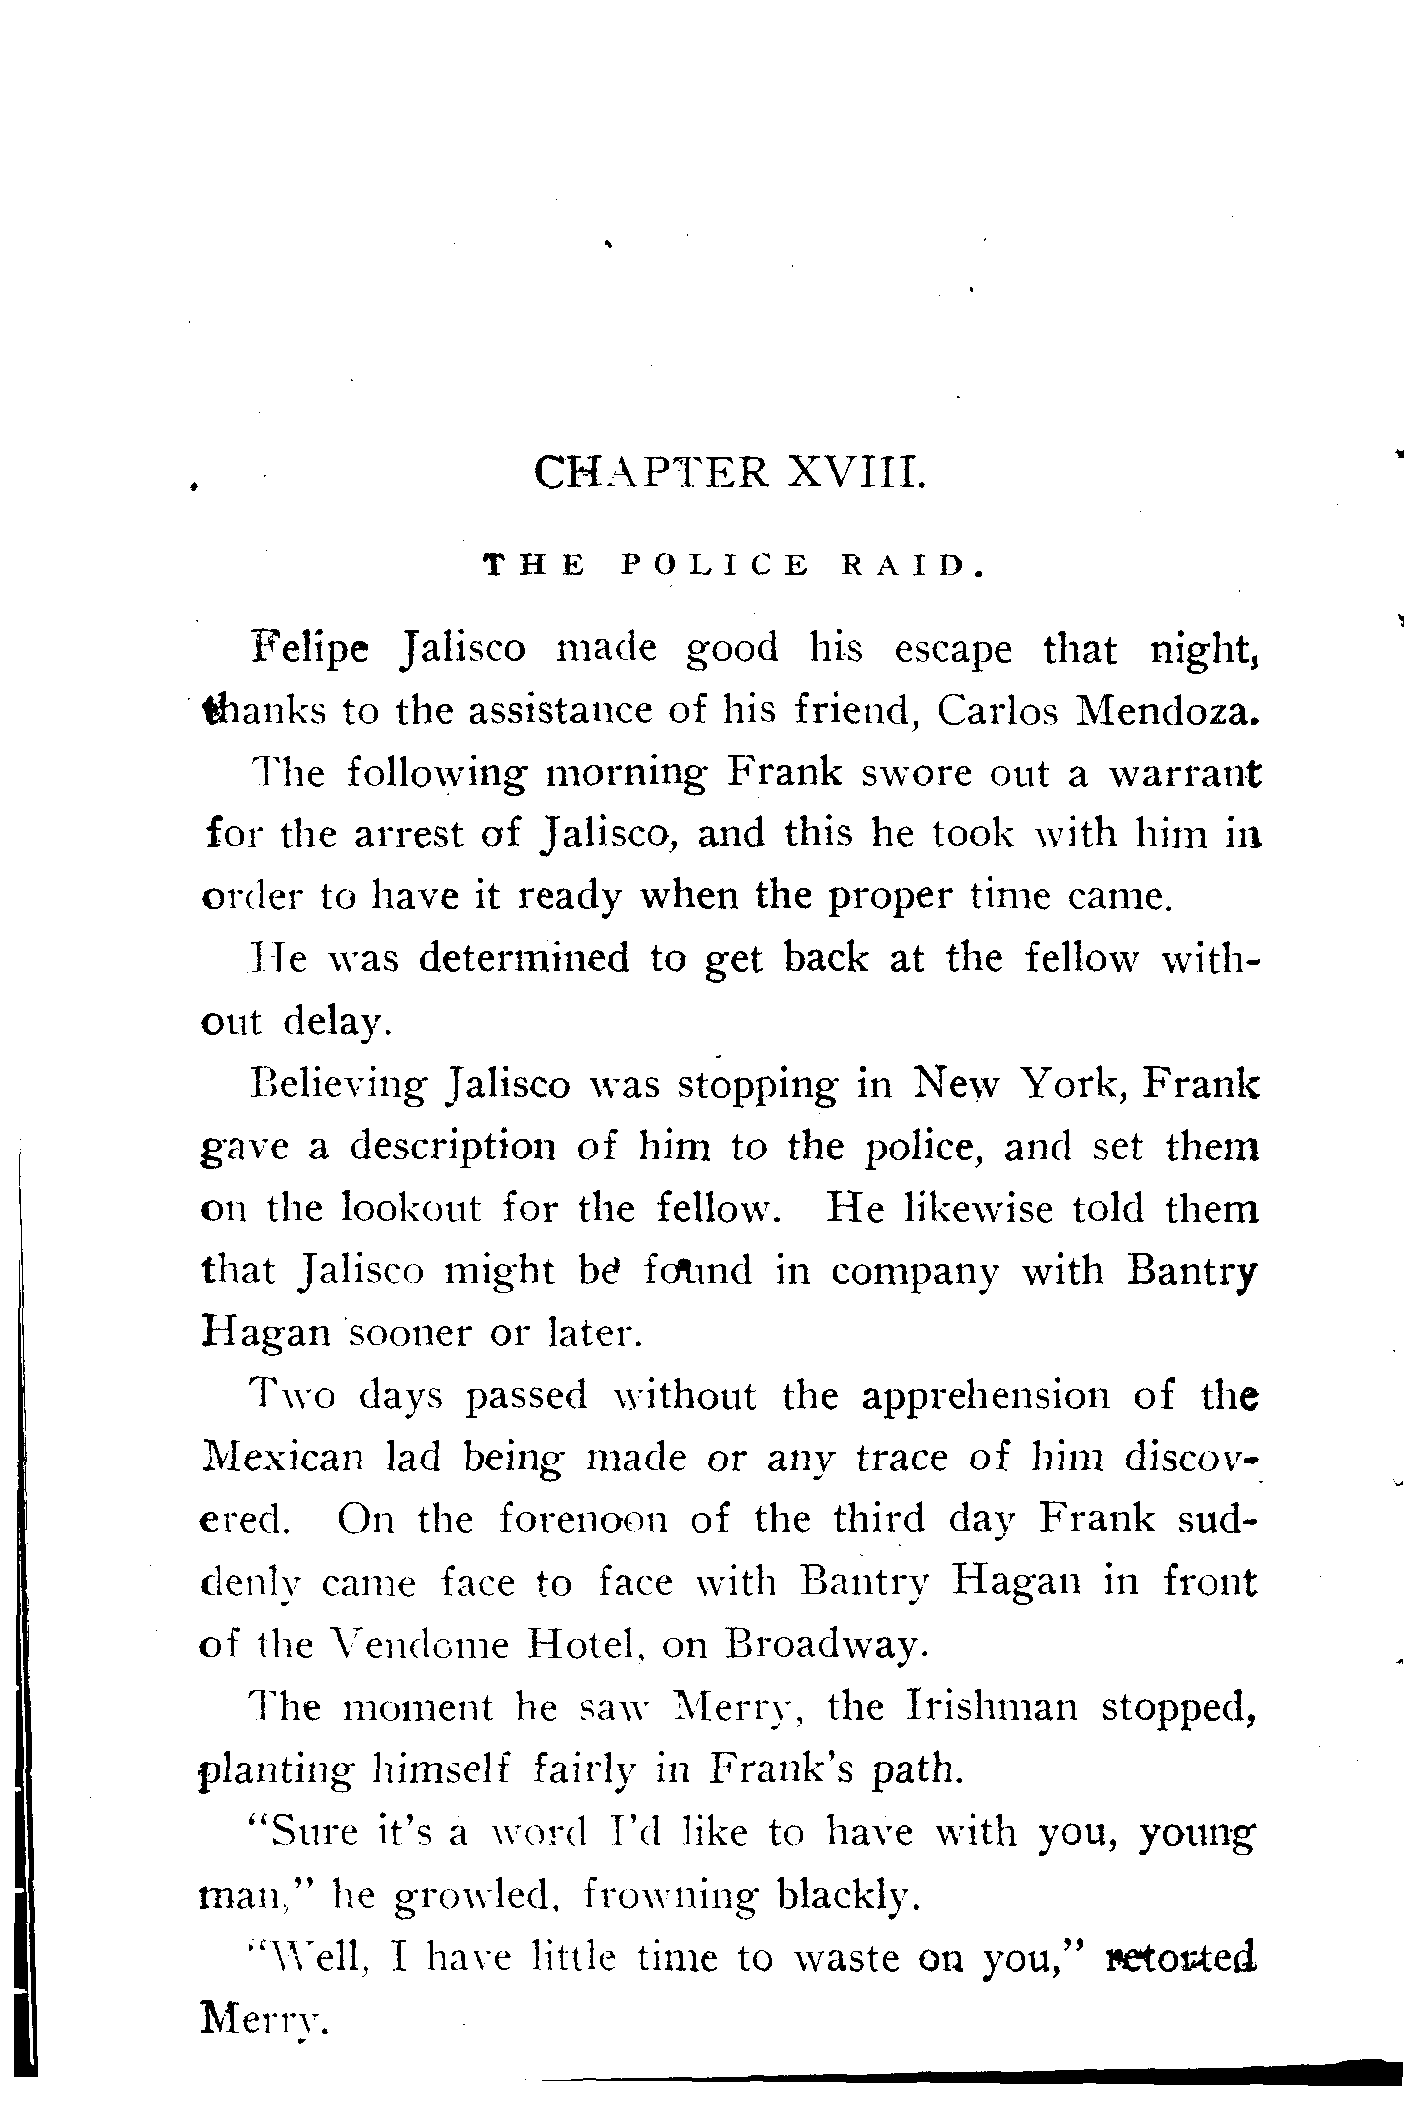 CHAPTER XVIII.
THE POLICE RAID.
Felipe Jalisco made good his escape that night,
thanks to the assistance of his friend, Carlos Mendoza.
The following morning Frank swore out a warrant
for the arrest of Jalisco, and this he took with him in
order to have it ready when the proper time came.
He was determined to get back at the fellow with-
out delay.
Believing Jalisco was stopping in New York, Frank
gave a description of him to the police, and set them
on the lookout for the fellow. He likewise told them
that Jalisco might be found in company with Bantry
Hagan sooner or later.
Two days passed without the apprehension of the
Mexican lad being made or any trace of him discov-
ered. On the forenoon of the third day Frank sud-
denly came face to face with Bantry Hagan in front
of the Vendome Hotel, on Broadway.
The moment he saw Merry, the Irishman stopped,
planting himself fairly in Frank's path.
"Sure it's a word I'd like to have with you, young
man," he growled, frowning blackly.
"Well, I have little time to waste on you," retorted
Merry.